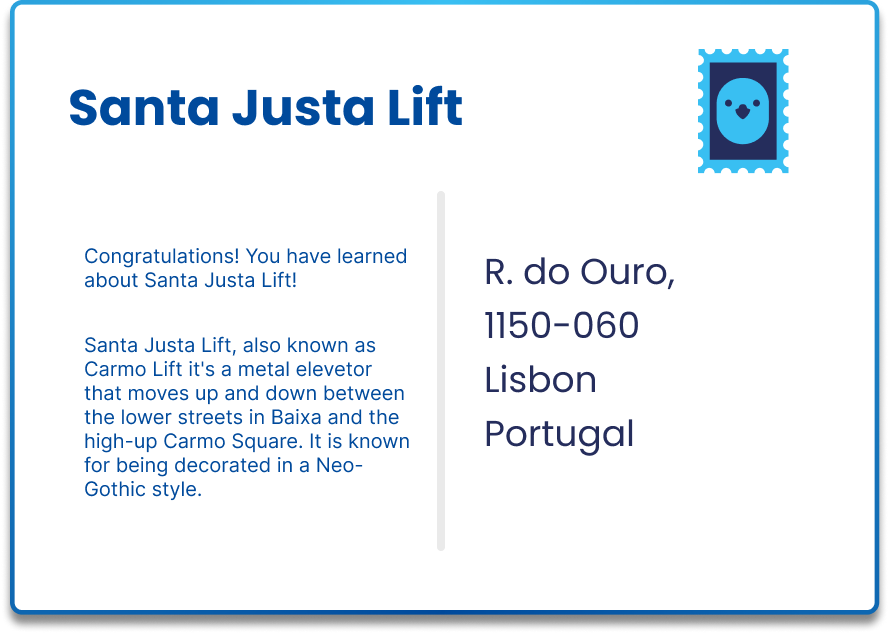 Santa Justa Lift
Congratulations! You have learned
about Santa Justa Lift!
Santa Justa Lift, also known as
Carmo Lift it's a metal elevetor
that moves up and down between
the lower streets in Baixa and the
high-up Carmo Square. It is known
for being decorated in a Neo-
Gothic style.
R. do Ouro,
1150-060
Lisbon
Portugal